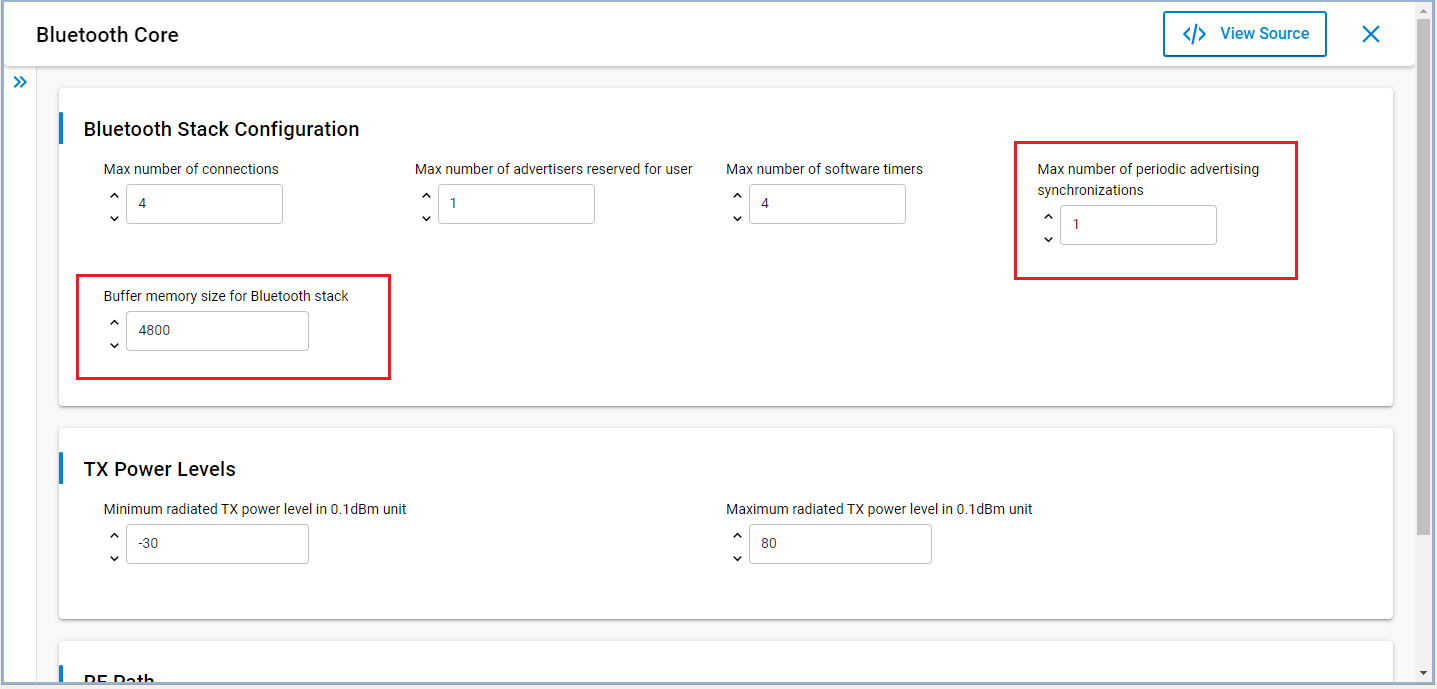 Bluetooth Core
</> View Source
Bluetooth Stack Configuration
Max number of connections
4
Max number of advertisers reserved for user
1
Max number of software timers
4
Max number of periodic advertising
synchronizations
1
Buffer memory size for Bluetooth stack
4800
TX Power Levels
Minimum radiated TX power level in 0.1dBm unit
-30
Maximum radiated TX power level in 0.1dBm unit
80
RF Path